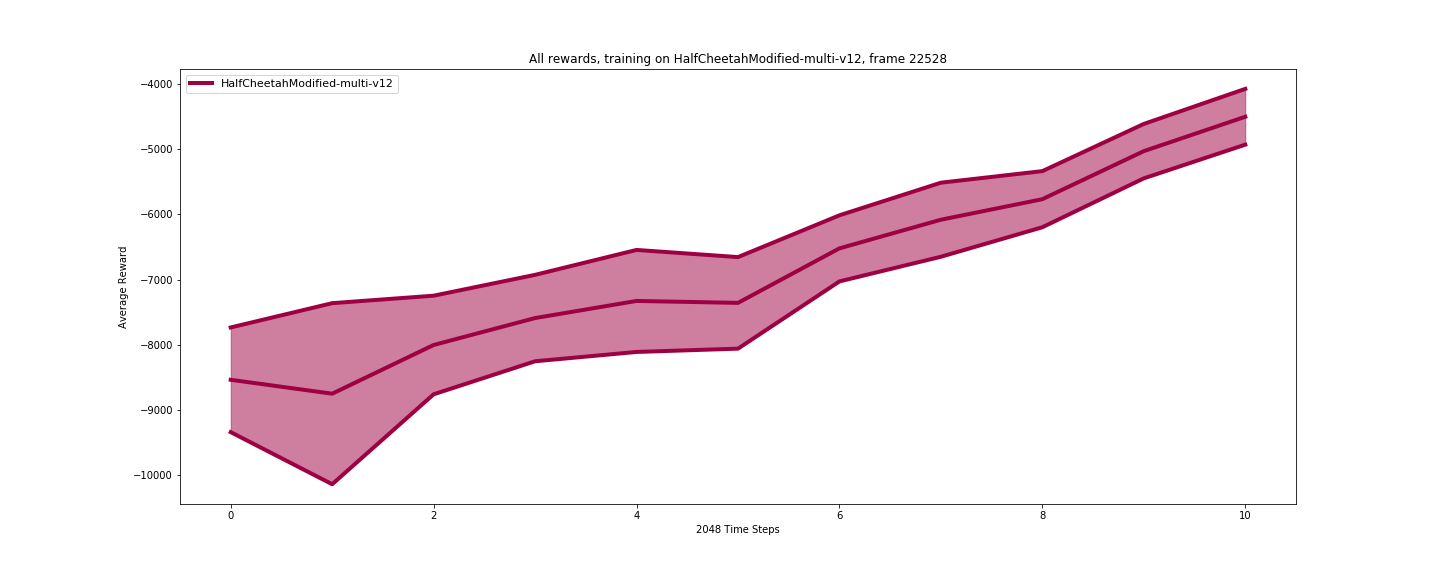 All rewards, training on HalfCheetahModified-multi-v12, frame 22528
HalfCheetahModified-multi-v12
−4000
−5000
−6000
−7000
−8000
−9000
−10000
Average Reward
0 2 4 6 8 10
2048 Time Steps